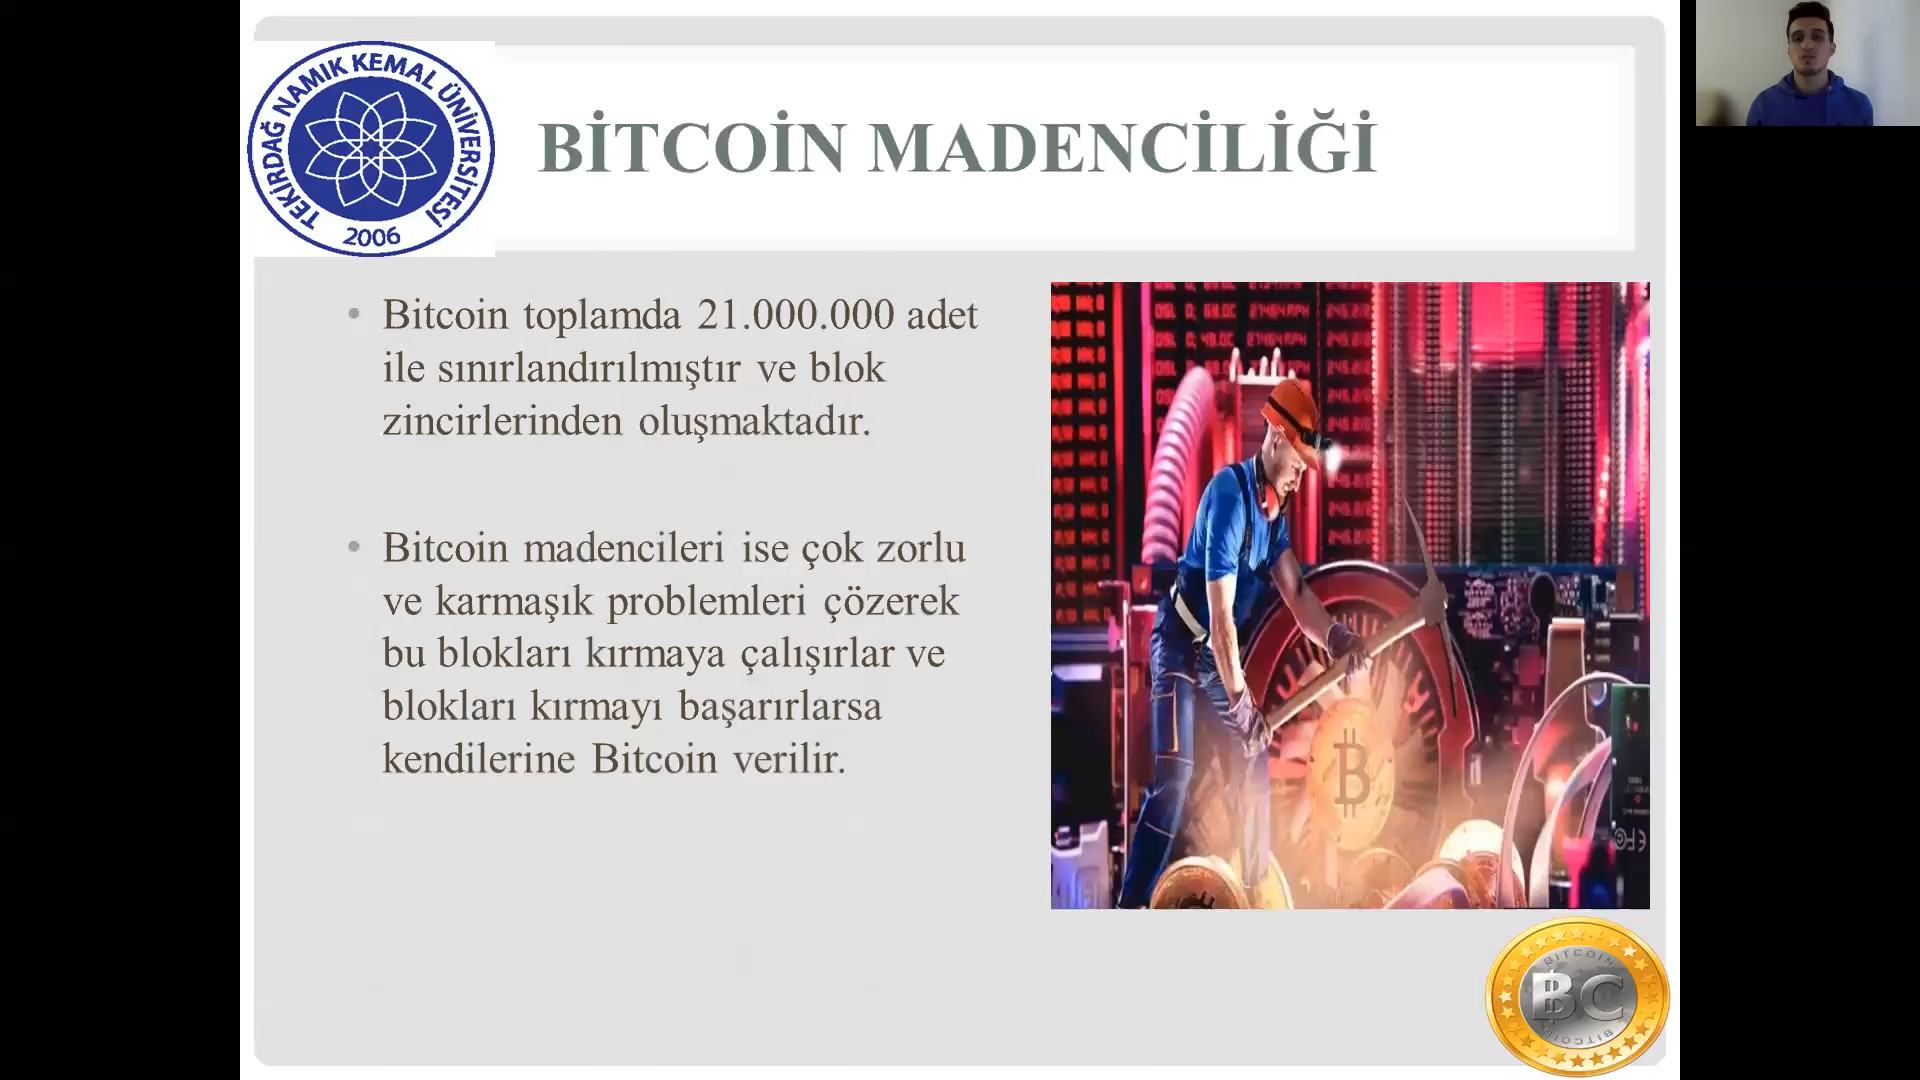 TEKİRDAĞ NAMIK KEMAL ÜNİVERSİTESİ
2006
BİTCOİN MADENCİLİĞİ
• Bitcoin toplamda 21.000.000 adet
ile sınırlandırılmıştır ve blok
zincirlerinden oluşmaktadır.
• Bitcoin madencileri ise çok zorlu
ve karmaşık problemleri çözerek
bu blokları kırmaya çalışırlar ve
blokları kırmayı başarırlarsa
kendilerine Bitcoin verilir.
BITCOIN
BC
BITCOIN